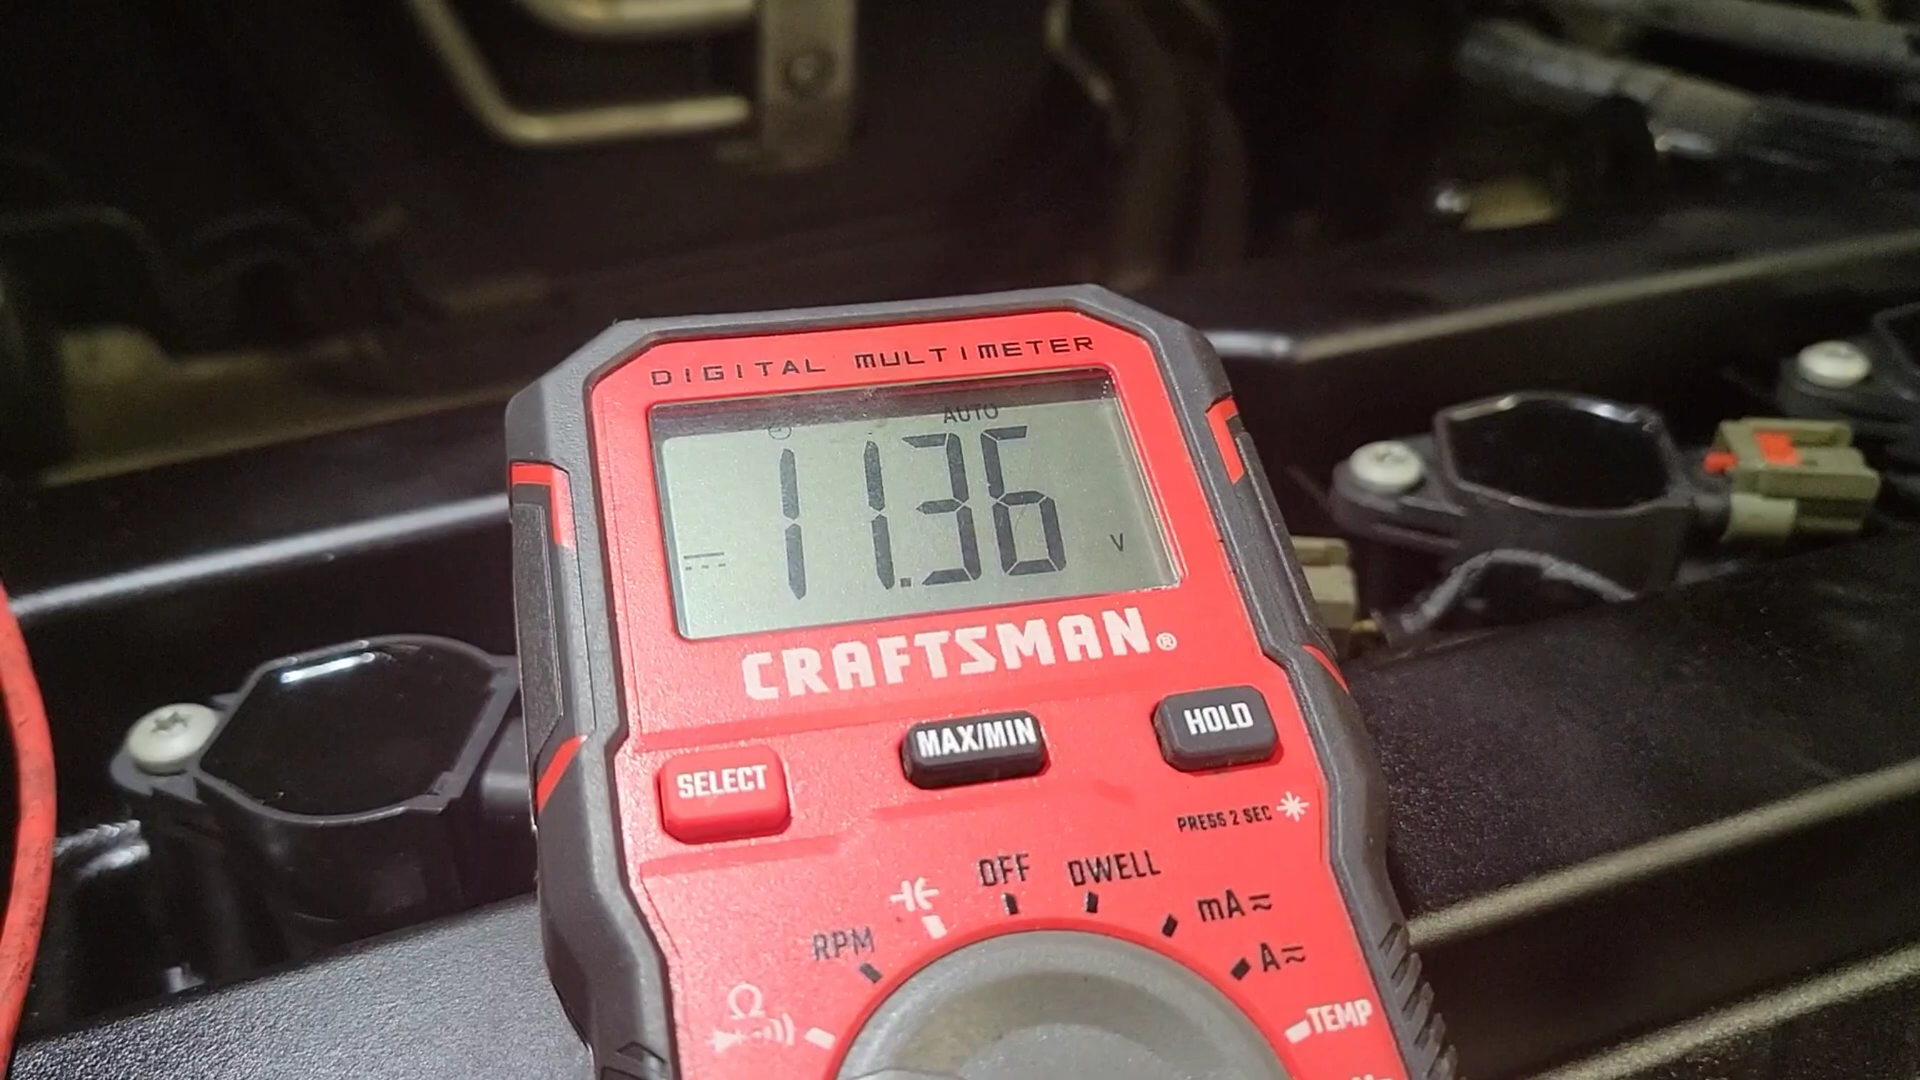 DIGITAL MULTIMETER
AUTO
11.36 V
CRAFTSMAN®
SELECT MAX/MIN HOLD
PRESS 2 SEC
OFF DWELL
RPM mA
A
Ω TEMP